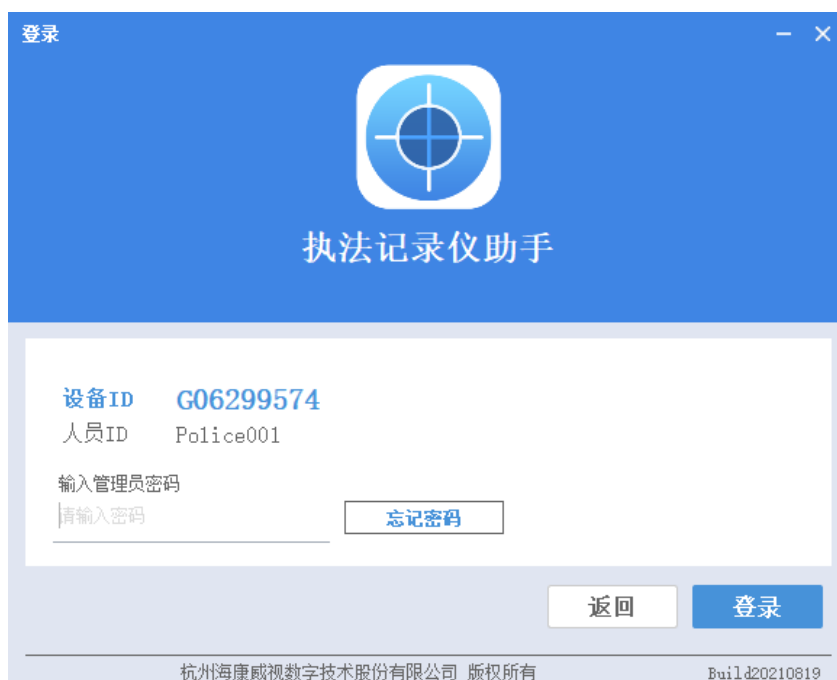 登录
执法记录仪助手
设备ID G06299574
人员ID Police001
输入管理员密码
请输入密码 忘记密码
返回 登录
杭州海康威视数字技术股份有限公司 版权所有 Build20210819